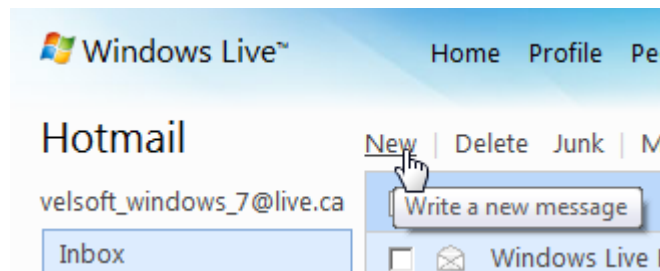 Windows Live™ Home Profile
Hotmail
New | Delete Junk |
velsoft_windows_7@live.ca
Write a new message
Inbox
Windows Live